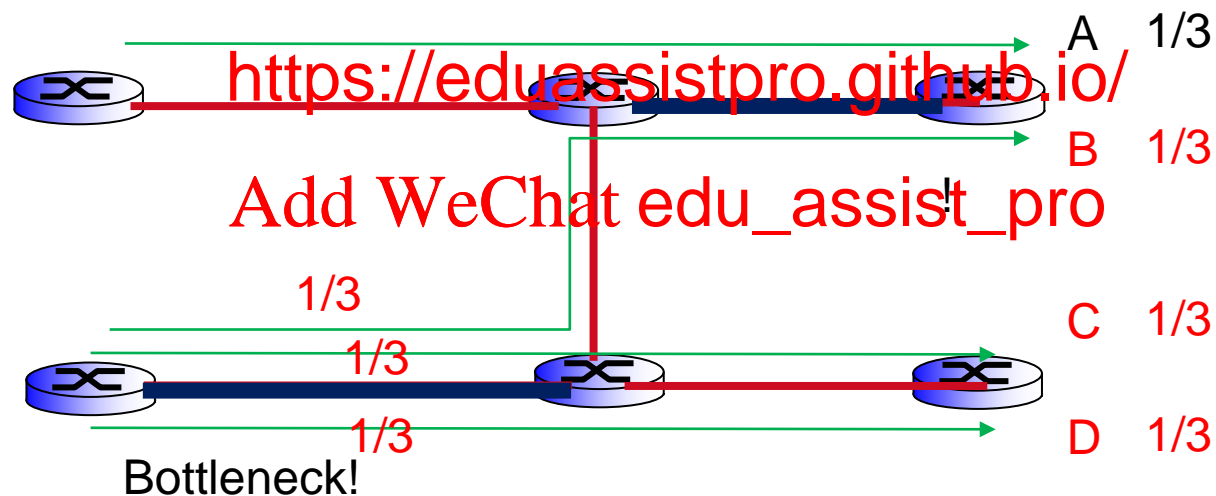 A 1/3
https://eduassistpro.github.io/
B 1/3
!
Add WeChat edu_assist_pro
1/3
C 1/3
1/3
1/3
D 1/3
Bottleneck!